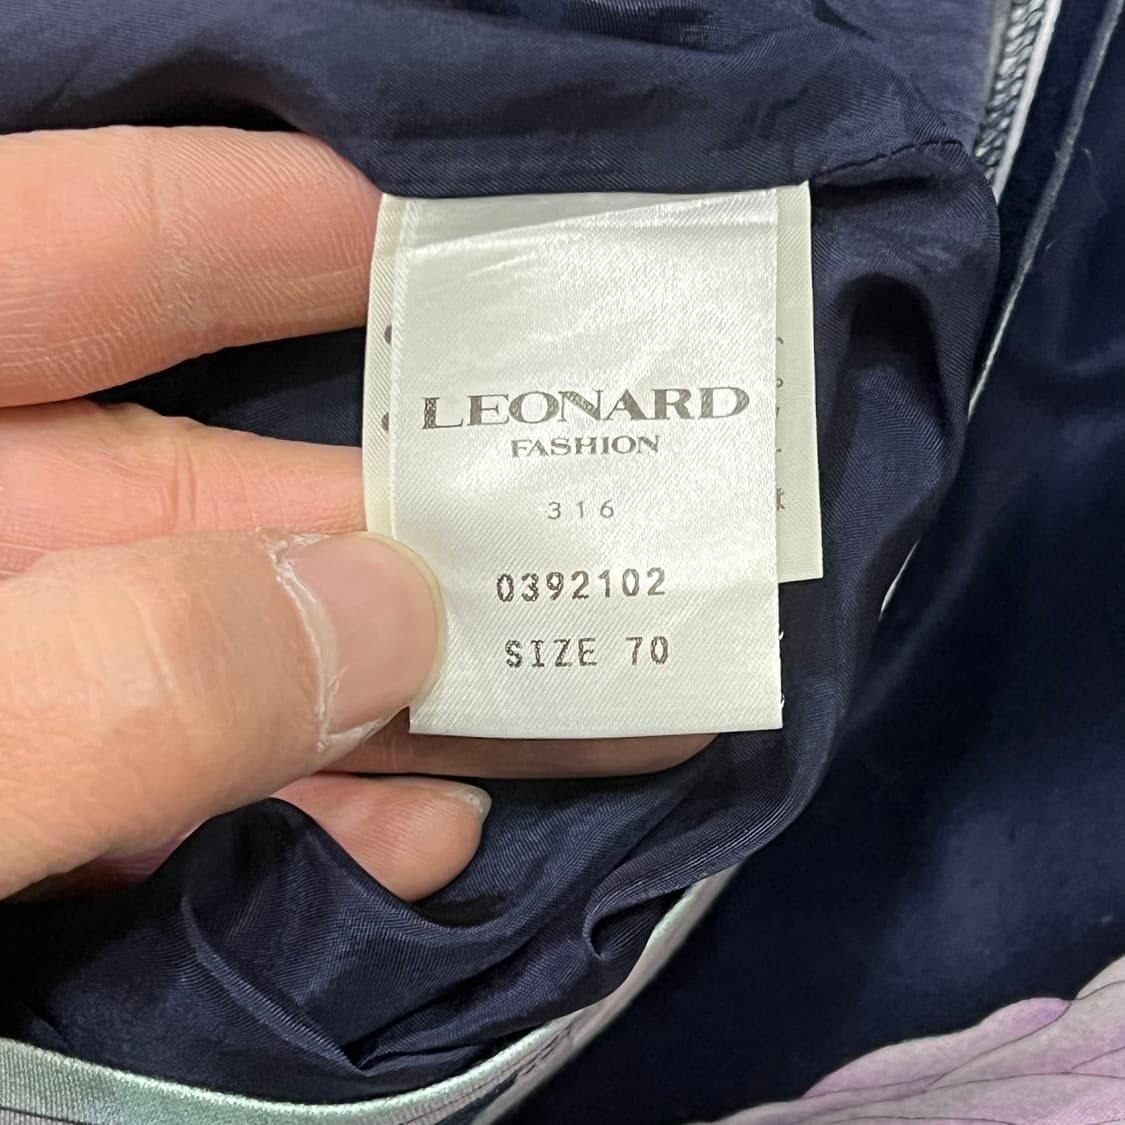 LEONARD
FASHION
316
0392102
SIZE 70